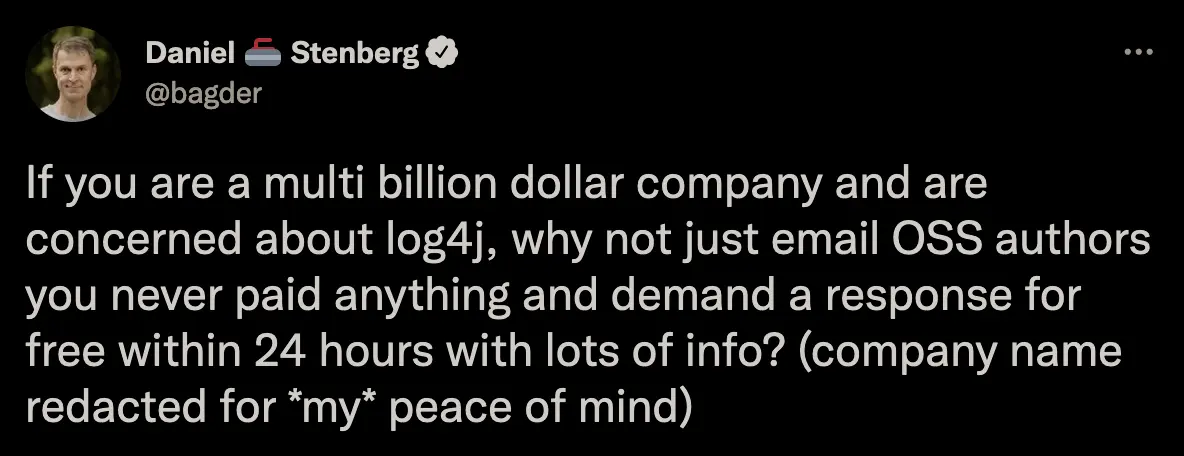 Daniel 🥌 Stenberg
@bagder
If you are a multi billion dollar company and are
concerned about log4j, why not just email OSS authors
you never paid anything and demand a response for
free within 24 hours with lots of info? (company name
redacted for *my* peace of mind)